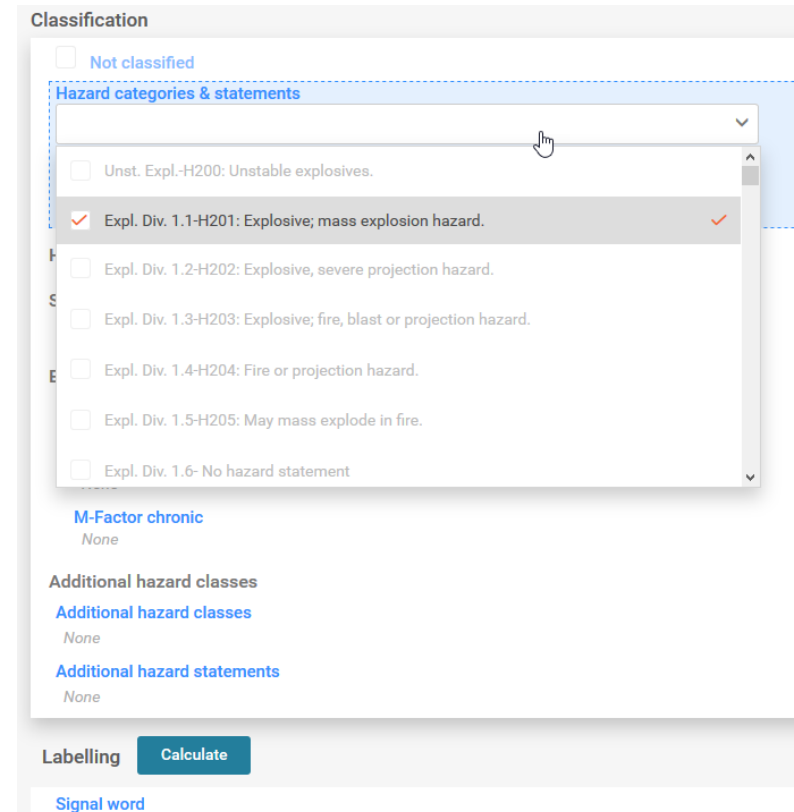 Classification
Not classified
Hazard categories & statements
Unst. Expl.-H200: Unstable explosives.
Expl. Div. 1.1-H201: Explosive; mass explosion hazard.
Expl. Div. 1.2-H202: Explosive, severe projection hazard.
Expl. Div. 1.3-H203: Explosive; fire, blast or projection hazard.
Expl. Div. 1.4-H204: Fire or projection hazard.
Expl. Div. 1.5-H205: May mass explode in fire.
Expl. Div. 1.6- No hazard statement
M-Factor chronic
None
Additional hazard classes
Additional hazard classes
None
Additional hazard statements
None
Labelling
Calculate
Signal word